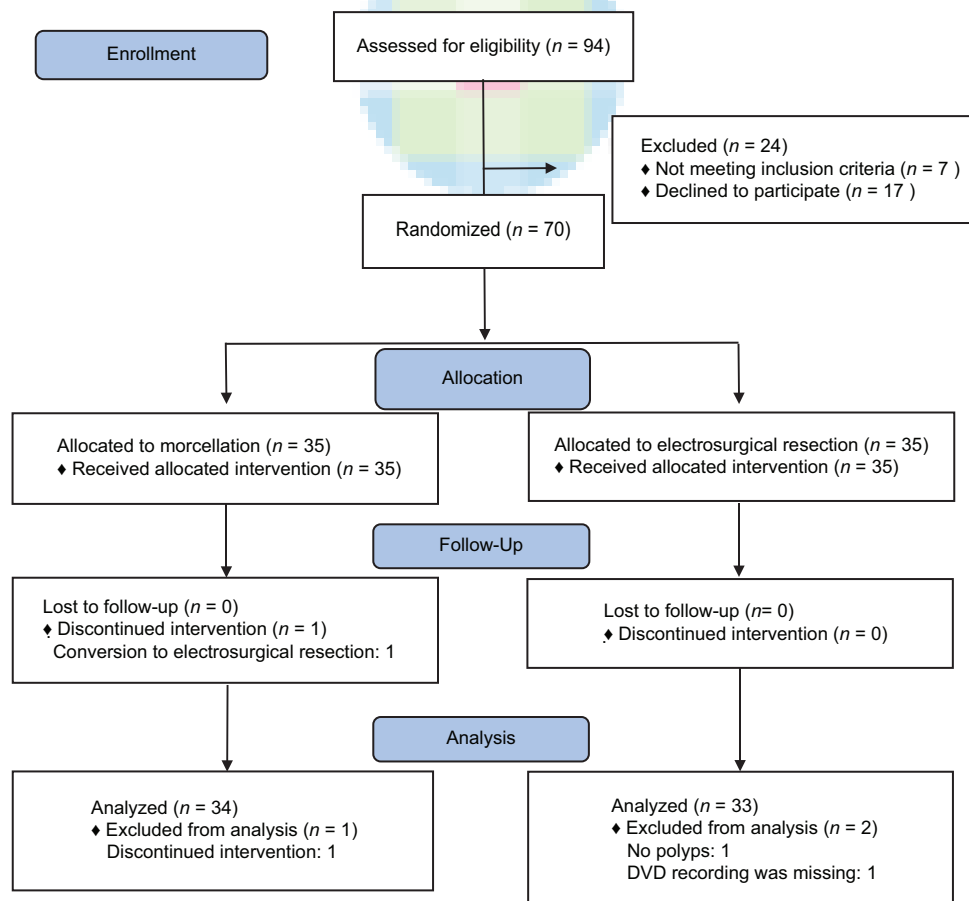 Enrollment
Assessed for eligibility (n = 94)
Excluded (n = 24)
♦ Not meeting inclusion criteria (n = 7 )
♦ Declined to participate (n = 17 )
Randomized (n = 70)
Allocation
Allocated to morcellation (n = 35)
♦ Received allocated intervention (n = 35)
Allocated to electrosurgical resection (n = 35)
♦ Received allocated intervention (n = 35)
Follow-Up
Lost to follow-up (n = 0)
♦ Discontinued intervention (n = 1)
Conversion to electrosurgical resection: 1
Lost to follow-up (n= 0)
♦ Discontinued intervention (n = 0)
Analysis
Analyzed (n = 34)
♦ Excluded from analysis (n = 1)
Discontinued intervention: 1
Analyzed (n = 33)
♦ Excluded from analysis (n = 2)
No polyps: 1
DVD recording was missing: 1